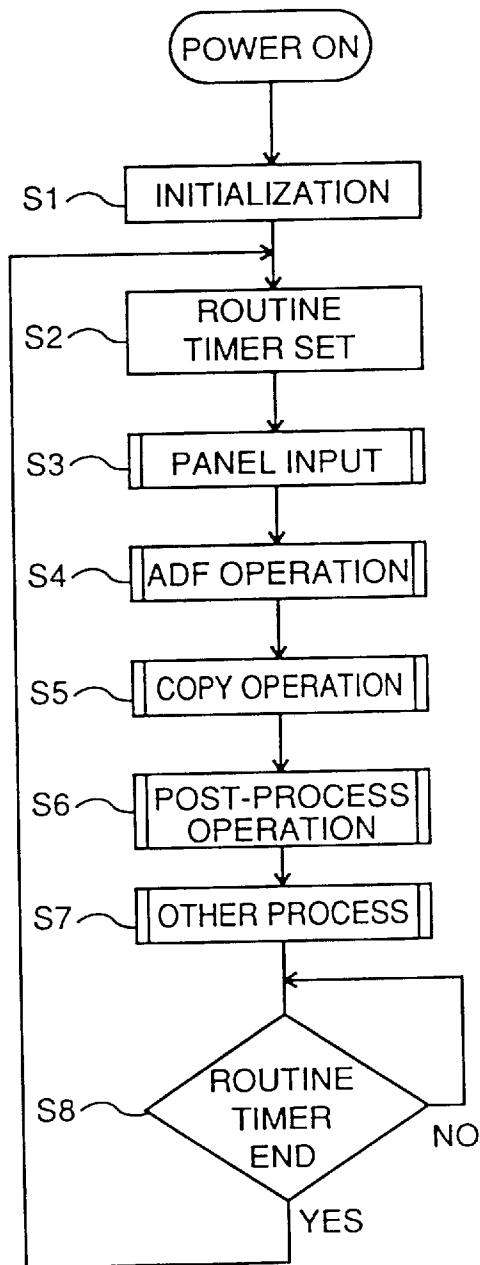 POWER ON
S1
INITIALIZATION
S2
ROUTINE
TIMER SET
S3
PANEL INPUT
S4
ADF OPERATION
S5
COPY OPERATION
S6
POST-PROCESS
OPERATION
S7
OTHER PROCESS
S8
ROUTINE
TIMER
END
NO
YES